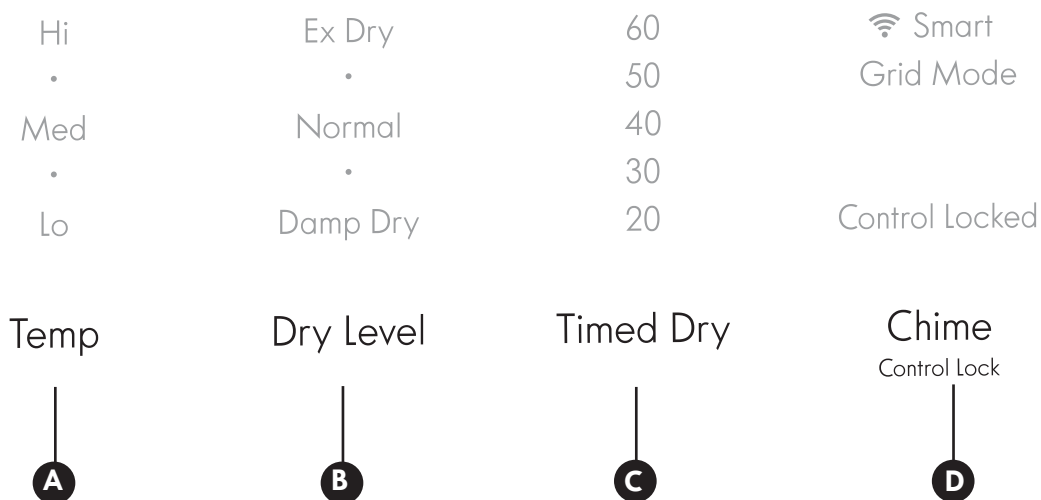 Hi
•
Med
•
Lo
Temp
A
Ex Dry
•
Normal
•
Damp Dry
Dry Level
B
60
50
40
30
20
Timed Dry
C
Smart
Grid Mode
Control Locked
Chime
Control Lock
D